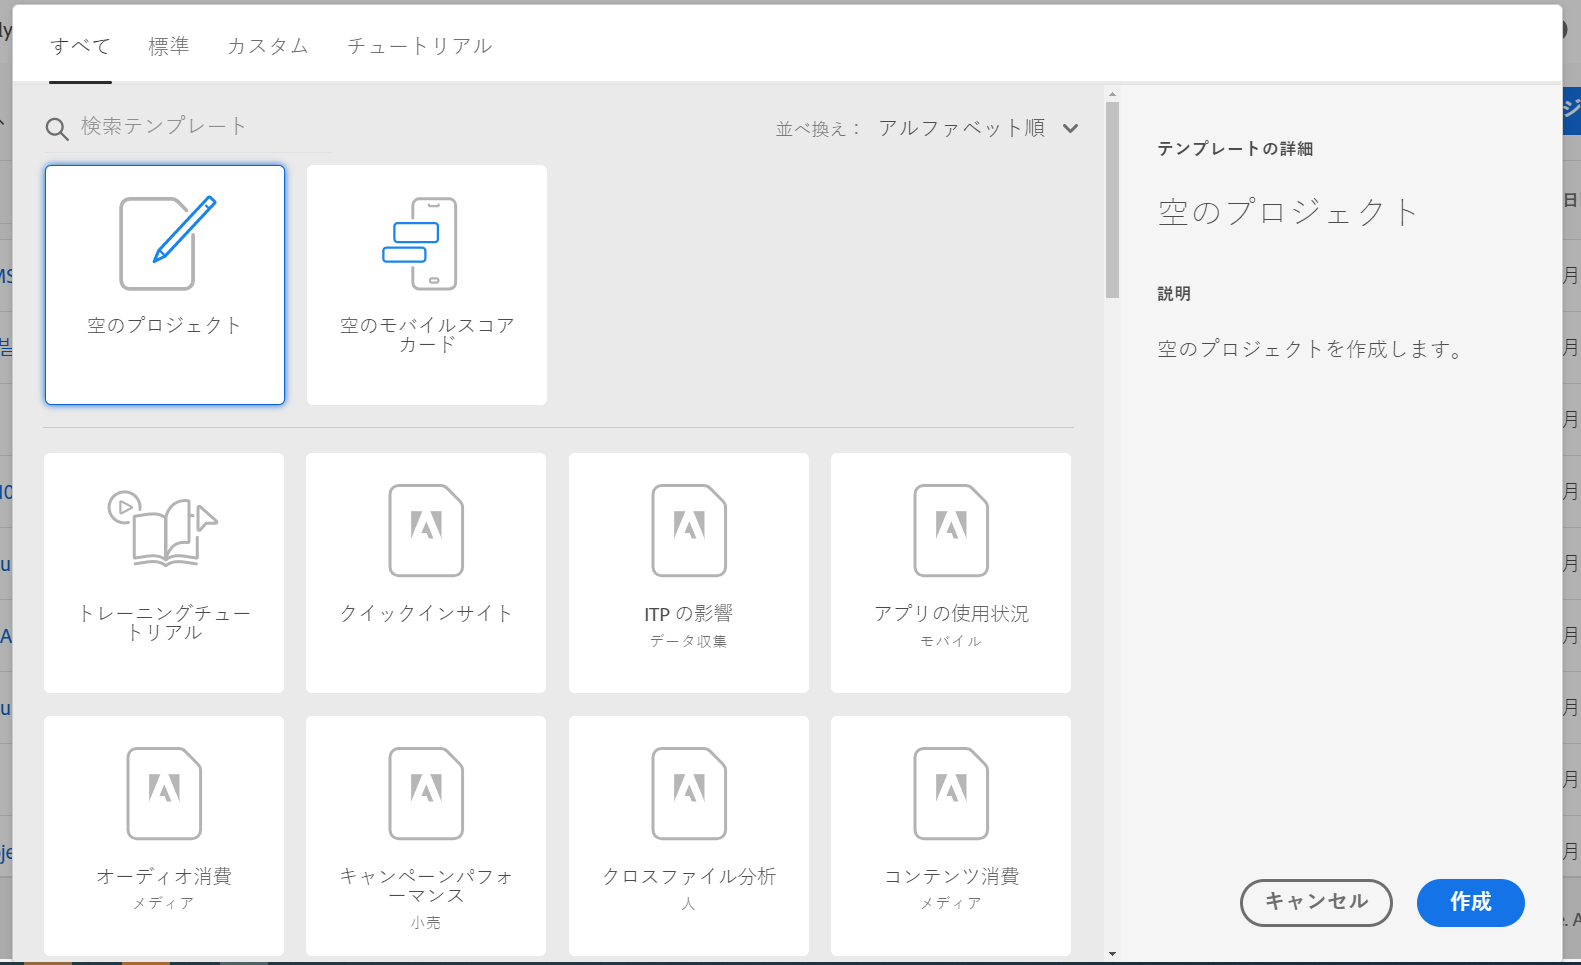 すべて 標準 カスタム チュートリアル
検索テンプレート
並べ換え： アルファベット順
空のプロジェクト
空のモバイルスコア
カード
トレーニングチュー
トリアル
クイックインサイト
ITP の影響
データ収集
アプリの使用状況
モバイル
オーディオ消費
メディア
キャンペーンパフォ
ーマンス
小売
クロスファイル分析
人
コンテンツ消費
メディア
テンプレートの詳細
空のプロジェクト
説明
空のプロジェクトを作成します。
キャンセル 作成